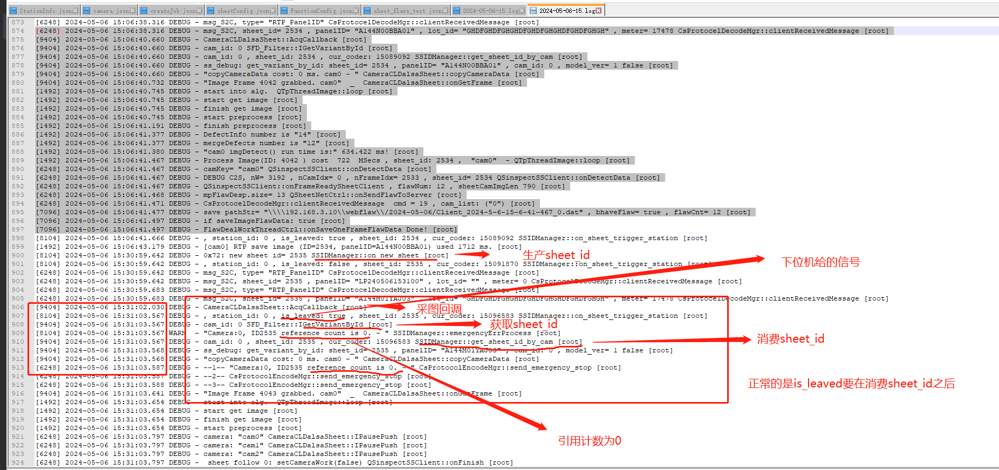 StationInfo.json camera.json createJob.json sheetConfig.json FunctionConfig.json sheet_flaws_test.json 2024-05-06-15.log 2024-05-06-15.log
873 [6248] 2024-05-06 15:06:38.316 DEBUG - msg_S2C, type= "RTP_PanelID" CsProtocolDecodeMgr::clientReceivedMessage [root]
874 [6248] 2024-05-06 15:06:38.316 DEBUG - msg_S2C, sheet_id= 2534 , panelID= "A144N00BBA01" , lot_id= "GHDFGHDFGHGHDFGHDFGHGHDFGHDFGHGH" , meter= 17478 CsProtocolDecodeMgr::clientReceivedMessage [root]
875 [9404] 2024-05-06 15:06:40.660 DEBUG - CameraCLDalsaSheet::AcqCallback [root]
876 [9404] 2024-05-06 15:06:40.660 DEBUG - cam_id: 0 SFD_Filter::IGetVariantById [root]
877 [9404] 2024-05-06 15:06:40.660 DEBUG - cam_id: 0 , sheet_id: 2534 , cur_coder: 15089092 SSIDManager::get_sheet_id_by_cam [root]
878 [9404] 2024-05-06 15:06:40.660 DEBUG - ss_debug: get_variant_by_id: sheet_id= 2534 , panelID= "A144N00BBA01" , cam_id: 0 , model_ver= 1 false [root]
879 [9404] 2024-05-06 15:06:40.660 DEBUG - "copyCameraData cost: 0 ms. cam0 - " CameraCLDalsaSheet::copyCameraData [root]
880 [9404] 2024-05-06 15:06:40.732 DEBUG - "Image Frame 4042 grabbed. cam0" _ CameraCLDalsaSheet::onGetFrame [root]
881 [1492] 2024-05-06 15:06:40.745 DEBUG - start into alg. QTpThreadImage::loop [root]
882 [1492] 2024-05-06 15:06:40.745 DEBUG - start get image [root]
883 [1492] 2024-05-06 15:06:40.745 DEBUG - finish get image [root]
884 [1492] 2024-05-06 15:06:40.745 DEBUG - start preprocess [root]
885 [1492] 2024-05-06 15:06:41.191 DEBUG - finish preprocess [root]
886 [1492] 2024-05-06 15:06:41.377 DEBUG - DefectInfo number is "14" [root]
887 [1492] 2024-05-06 15:06:41.377 DEBUG - mergeDefects number is "12" [root]
888 [1492] 2024-05-06 15:06:41.380 DEBUG - "cam0 imgDetect() run time is:" 634.422 ms! [root]
889 [1492] 2024-05-06 15:06:41.467 DEBUG - Process Image(ID: 4042 ) cost 722 MSecs , sheet_id: 2534 , "cam0" - QTpThreadImage::loop [root]
890 [6248] 2024-05-06 15:06:41.467 DEBUG - camKey= "cam0" QSinspectSSClient::onDetectData [root]
891 [6248] 2024-05-06 15:06:41.467 DEBUG - DEBUG C2S, nW= 3192 , nCamIdx= 0 , nFrameIdx= 2533 , sheet_id= 2534 QSinspectSSClient::onDetectData [root]
892 [6248] 2024-05-06 15:06:41.467 DEBUG - QSinspectSSClient::onFrameReadySheetClient , flawNum: 12 , sheetCamImgLen 790 [root]
893 [6248] 2024-05-06 15:06:41.468 DEBUG - mpFlawDesp.size= 13 QSheetNetCtrl::onSendFlawToServer [root]
894 [6248] 2024-05-06 15:06:41.471 DEBUG - CsProtocolDecodeMgr::clientReceivedMessage cmd = 19 , cam_list: ("0") [root]
895 [7096] 2024-05-06 15:06:41.477 DEBUG - save pathStr= "\\\\192.168.3.10\\webflaw\\/2024-05-06/Client_2024-5-6-15-6-41-467_0.dat" , bhaveFlaw= true , flawCnt= 12 [root]
896 [7096] 2024-05-06 15:06:41.497 DEBUG - if saveImageFlawData: true [root]
897 [7096] 2024-05-06 15:06:41.497 DEBUG - FlawDealWorkThreadCtrl::onSaveOneFrameFlawData Done! [root]
898 [8104] 2024-05-06 15:06:41.666 DEBUG - , station_id: 0 , is_leaved: true , sheet_id: 2534 , cur_coder: 15089092 SSIDManager::on_sheet_trigger_station [root]
899 [1492] 2024-05-06 15:06:43.179 DEBUG - [cam0] RTP save image (ID=2534, panelID=A144N00BBA01) used 1712 ms. [root]
900 [8104] 2024-05-06 15:30:59.642 DEBUG - 0x72: new sheet id= 2535 SSIDManager::on_new_sheet [root] 生产sheet_id
901 [8104] 2024-05-06 15:30:59.642 DEBUG - , station_id: 0 , is_leaved: false , sheet_id: 2535 , cur_coder: 15091870 SSIDManager::on_sheet_trigger_station [root] 下位机给的信号
902 [6248] 2024-05-06 15:30:59.642 DEBUG - msg_S2C, type= "RTP_PanelID" CsProtocolDecodeMgr::clientReceivedMessage [root]
903 [6248] 2024-05-06 15:30:59.642 DEBUG - msg_S2C, sheet_id= 2535 , panelID= "LP240506153100" , lot_id= "" , meter= 0 CsProtocolDecodeMgr::clientReceivedMessage [root]
904 [6248] 2024-05-06 15:30:59.683 DEBUG - msg_S2C, type= "RTP_PanelID" CsProtocolDecodeMgr::clientReceivedMessage [root]
905 [6248] 2024-05-06 15:30:59.683 DEBUG - msg_S2C, sheet_id= 2535 , panelID= "A144M01YAJ03" , lot_id= "GHDFGHDFGHGHDFGHDFGHGHDFGHDFGHGH" , meter= 17478 CsProtocolDecodeMgr::clientReceivedMessage [root]
906 [9404] 2024-05-06 15:31:02.030 DEBUG - CameraCLDalsaSheet::AcqCallback [root] 采图回调
907 [8104] 2024-05-06 15:31:03.567 DEBUG - , station_id: 0 , is_leaved: true , sheet_id: 2535 , cur_coder: 15096583 SSIDManager::on_sheet_trigger_station [root]
908 [9404] 2024-05-06 15:31:03.567 DEBUG - cam_id: 0 SFD_Filter::IGetVariantById [root] 获取sheet_id
909 [8104] 2024-05-06 15:31:03.567 WARN - "Camera:0, ID2535 reference count is 0. - " SSIDManager::emergencyErrProcess [root]
910 [9404] 2024-05-06 15:31:03.567 DEBUG - cam_id: 0 , sheet_id: 2535 , cur_coder: 15096583 SSIDManager::get_sheet_id_by_cam [root] 消费sheet_id
911 [9404] 2024-05-06 15:31:03.568 DEBUG - ss_debug: get_variant_by_id: sheet_id= 2535 , panelID= "A144M01YAJ03" , cam_id: 0 , model_ver= 1 false [root]
912 [9404] 2024-05-06 15:31:03.568 DEBUG - "copyCameraData cost: 0 ms. cam0 - " CameraCLDalsaSheet::copyCameraData [root]
913 [6248] 2024-05-06 15:31:03.587 DEBUG - --1-- "Camera:0, ID2535 reference count is 0. - " CsProtocolEncodeMgr::send_emergency_stop [root]
914 [6248] 2024-05-06 15:31:03.587 DEBUG - --2-- CsProtocolEncodeMgr::send_emergency_stop [root]
915 [6248] 2024-05-06 15:31:03.588 DEBUG - --3-- CsProtocolEncodeMgr::send_emergency_stop [root] 正常的是is_leaved要在消费sheet_id之后
916 [9404] 2024-05-06 15:31:03.641 DEBUG - "Image Frame 4043 grabbed. cam0" _ CameraCLDalsaSheet::onGetFrame [root]
917 [1492] 2024-05-06 15:31:03.654 DEBUG - start into alg. QTpThreadImage::loop [root]
918 [1492] 2024-05-06 15:31:03.654 DEBUG - start get image [root]
919 [1492] 2024-05-06 15:31:03.654 DEBUG - finish get image [root]
920 [1492] 2024-05-06 15:31:03.654 DEBUG - start preprocess [root]
921 [6248] 2024-05-06 15:31:03.797 DEBUG - camera: "cam0" CameraCLDalsaSheet::IPausePush [root] 引用计数为0
922 [6248] 2024-05-06 15:31:03.797 DEBUG - camera: "cam1" CameraCLDalsaSheet::IPausePush [root]
923 [6248] 2024-05-06 15:31:03.797 DEBUG - camera: "cam2" CameraCLDalsaSheet::IPausePush [root]
924 [6248] 2024-05-06 15:31:03.797 DEBUG - sheet follow 0: setCameraWork(false) QSinspectSSClient::onFinish [root]